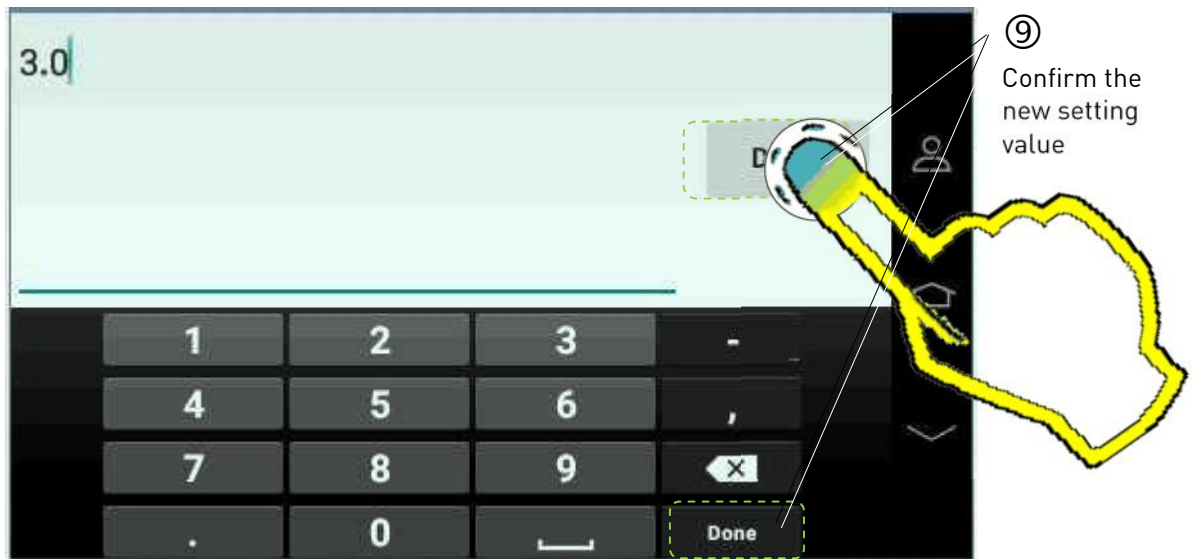 3.0
⑨
Confirm the
new setting
value
D
1 2 3 -
4 5 6 ,
7 8 9
. 0
Done